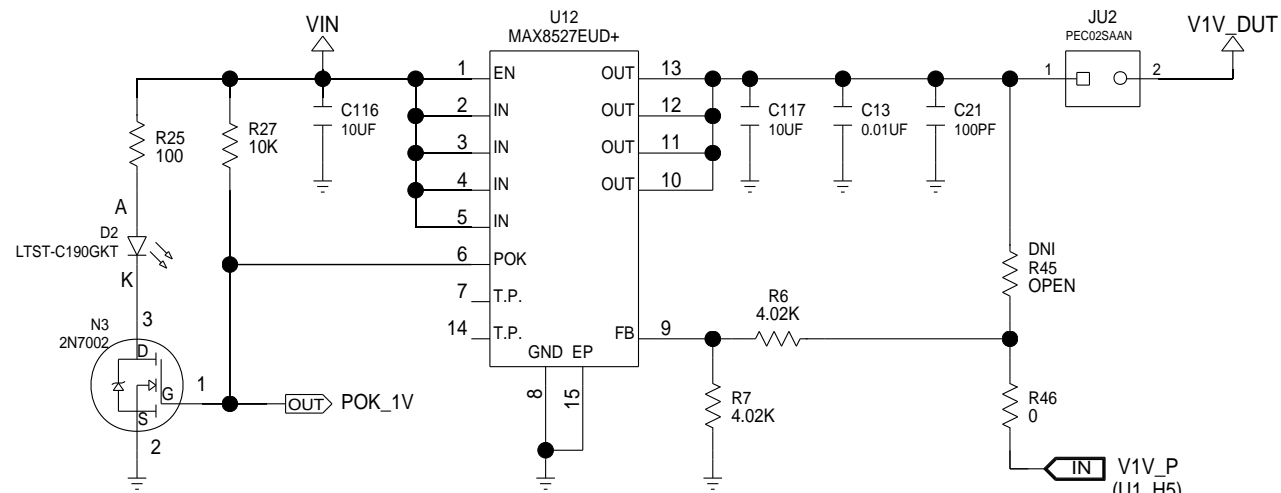 U12
MAX8527EUD+
VIN
JU2
PEC02SAAN
V1V_DUT
1
EN
OUT
13
1
2
2
IN
OUT
12
3
IN
OUT
11
4
IN
OUT
10
5
IN
6
POK
7
T.P.
14
T.P.
FB
9
GND
EP
8
15
R25
100
R27
10K
C116
10UF
C117
10UF
C13
0.01UF
C21
100PF
A
D2
LTST-C190GKT
K
3
N3
2N7002
D
G
S
1
2
OUT
POK_1V
DNI
R45
OPEN
R6
4.02K
R7
4.02K
R46
0
IN
V1V_P
(U1_H5)